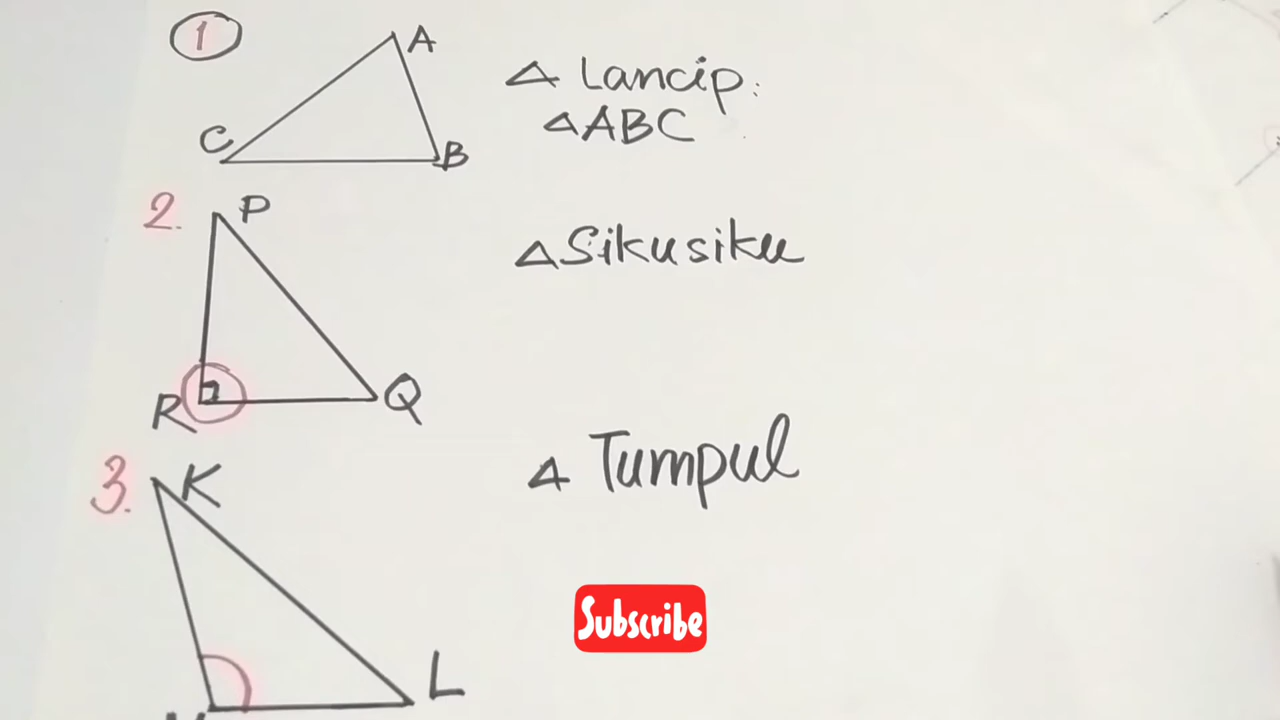 1
A
△ Lancip:
△ABC
C
B
2.
P
△Sikusiku
R
Q
△ Tumpul
3.
K
Subscribe
L